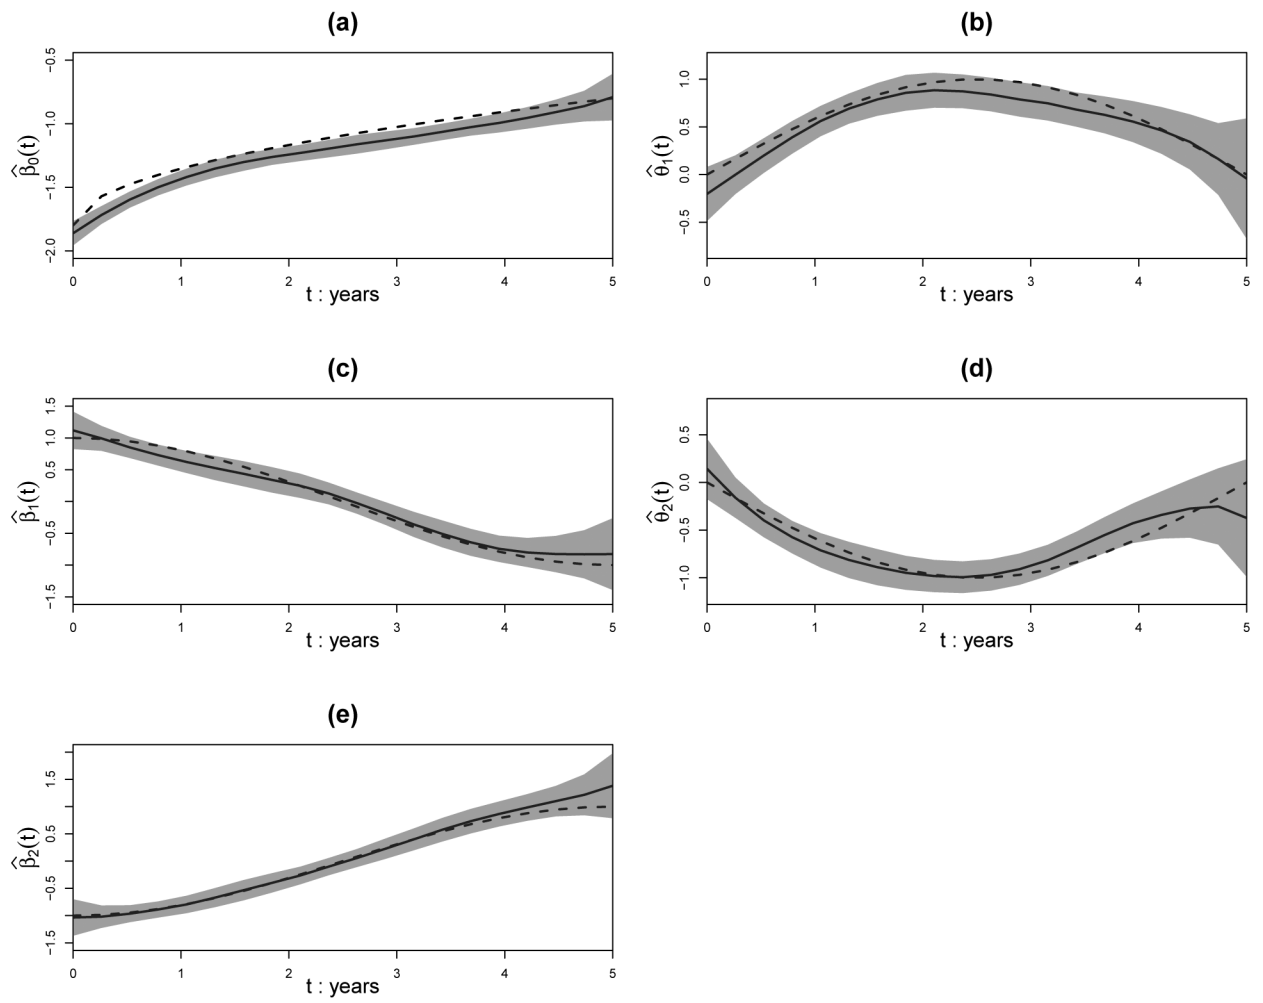 (a)
β̂₀(t)
−0.5
−1.0
−1.5
−2.0
0 1 2 3 4 5
t : years
(b)
θ̂₁(t)
1.0
0.5
0.0
−0.5
0 1 2 3 4 5
t : years
(c)
β̂₁(t)
1.5
1.0
0.5
−0.5
−1.5
0 1 2 3 4 5
t : years
(d)
θ̂₂(t)
0.5
0.0
−0.5
−1.0
0 1 2 3 4 5
t : years
(e)
β̂₂(t)
1.5
0.5
−0.5
−1.5
0 1 2 3 4 5
t : years